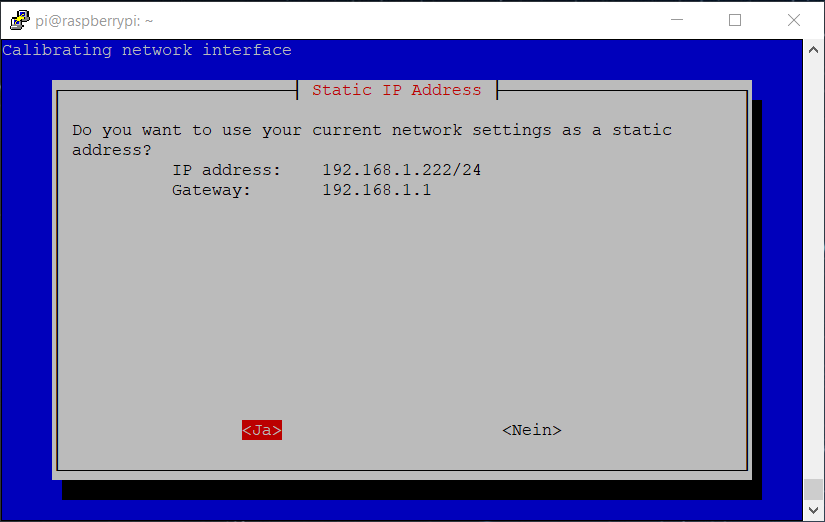 pi@raspberrypi: ~
Calibrating network interface
Static IP Address
Do you want to use your current network settings as a static
address?
IP address: 192.168.1.222/24
Gateway: 192.168.1.1
<Ja> <Nein>